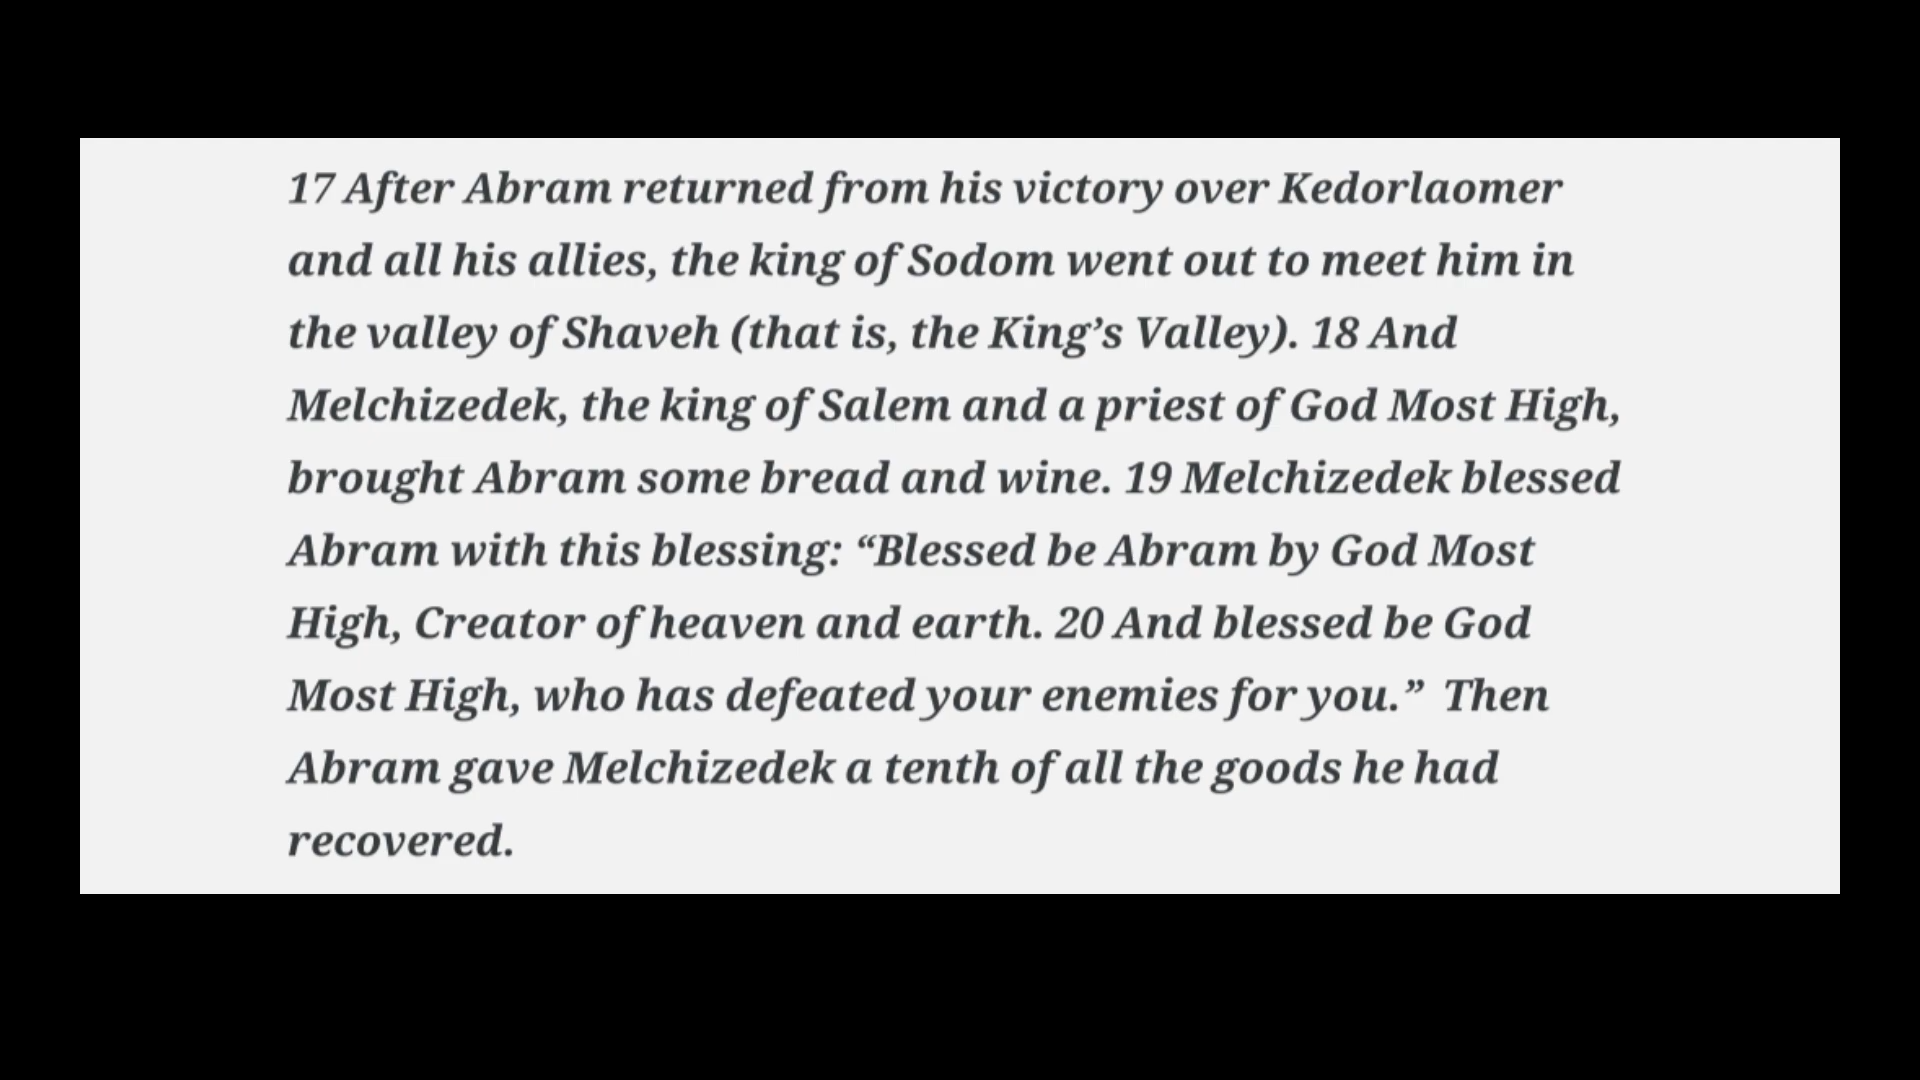 17 After Abram returned from his victory over Kedorlaomer
and all his allies, the king of Sodom went out to meet him in
the valley of Shaveh (that is, the King’s Valley). 18 And
Melchizedek, the king of Salem and a priest of God Most High,
brought Abram some bread and wine. 19 Melchizedek blessed
Abram with this blessing: “Blessed be Abram by God Most
High, Creator of heaven and earth. 20 And blessed be God
Most High, who has defeated your enemies for you.”  Then
Abram gave Melchizedek a tenth of all the goods he had
recovered.